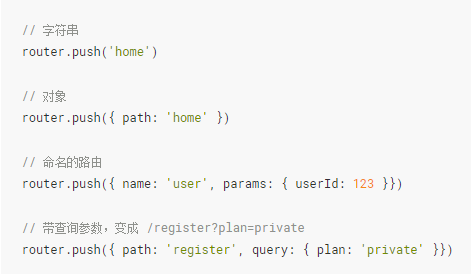 // 字符串
router.push('home')
// 对象
router.push({ path: 'home' })
// 命名的路由
router.push({ name: 'user', params: { userId: 123 }})
// 带查询参数，变成 /register?plan=private
router.push({ path: 'register', query: { plan: 'private' }})